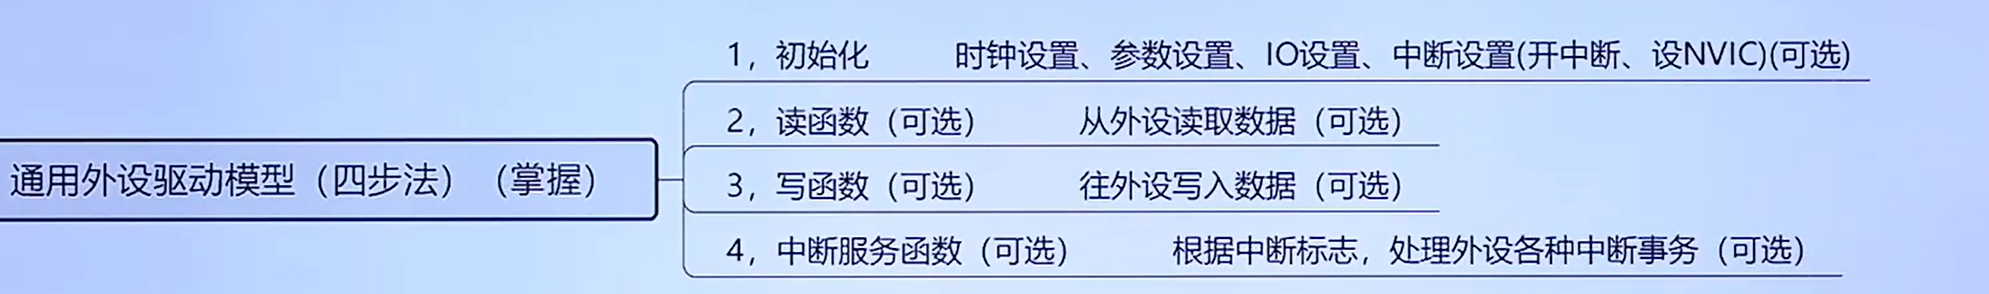 1，初始化 时钟设置、参数设置、IO设置、中断设置(开中断、设NVIC)(可选)
2，读函数（可选） 从外设读取数据（可选）
通用外设驱动模型（四步法）（掌握）
3，写函数（可选） 往外设写入数据（可选）
4，中断服务函数（可选） 根据中断标志，处理外设各种中断事务（可选）